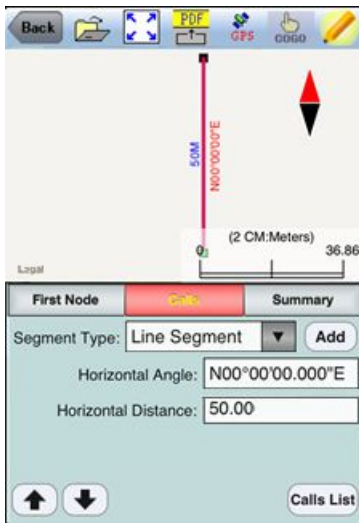 Back
PDF
GPS
COGO
50M
N00°00'00"E
(2 CM:Meters)
0 36.86
Legal
First Node Calls Summary
Segment Type: Line Segment Add
Horizontal Angle: N00°00'00.000"E
Horizontal Distance: 50.00
Calls List